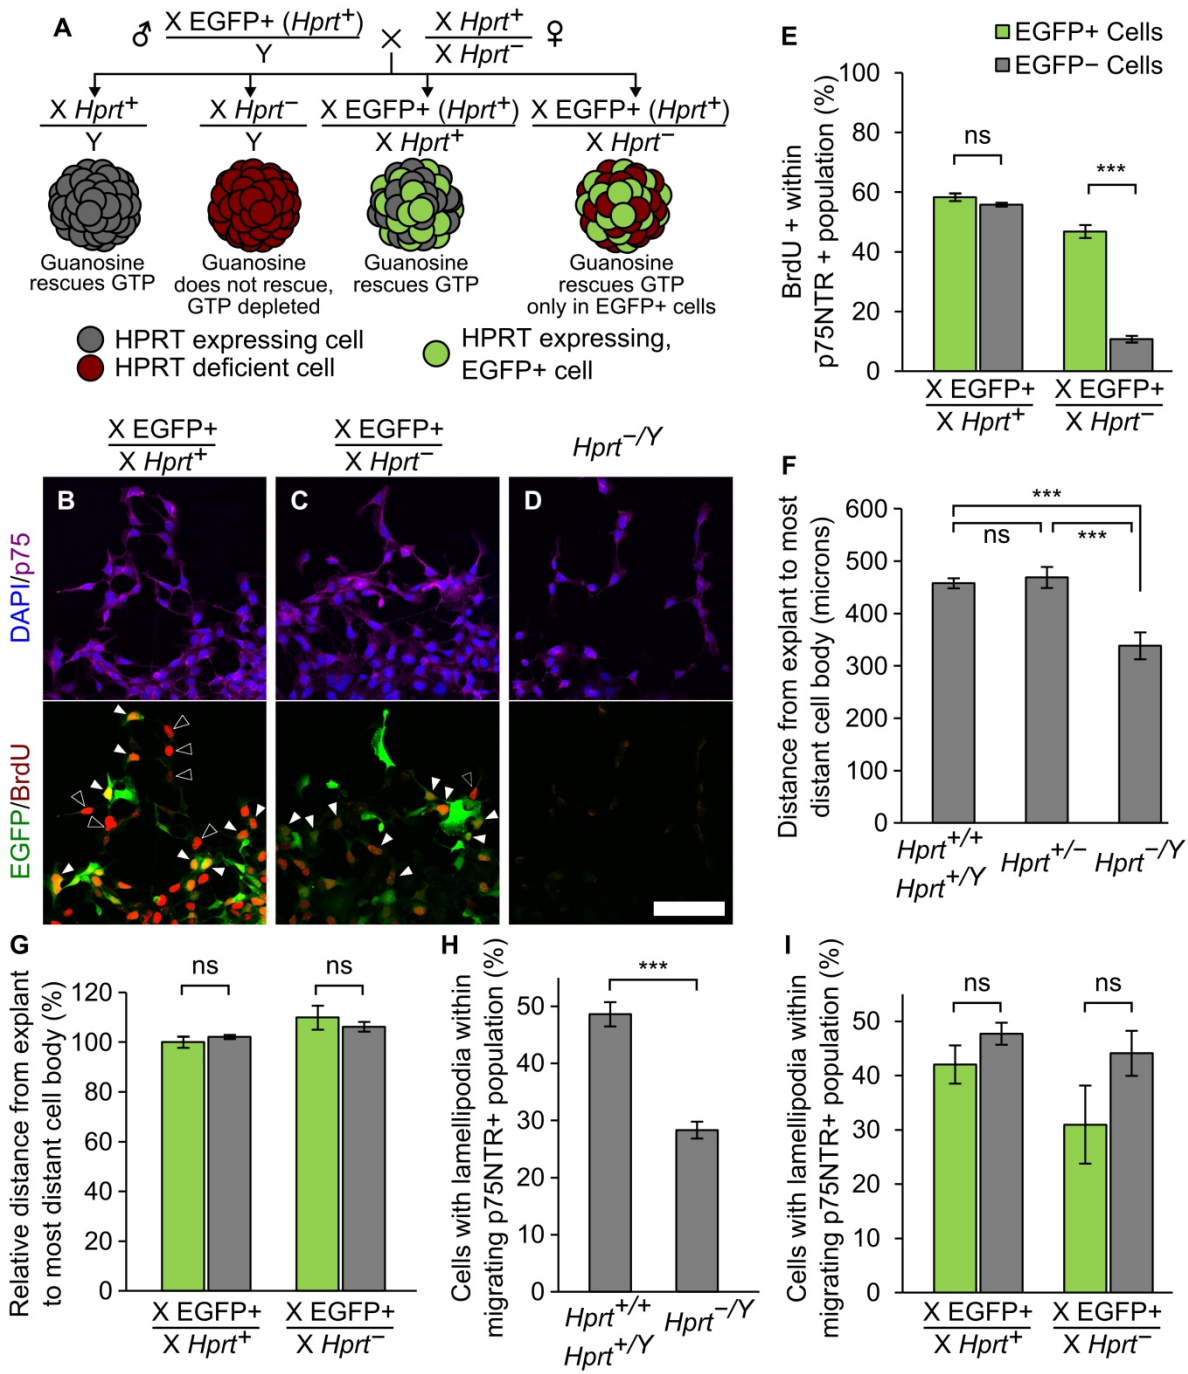 A
♂ X EGFP+ (Hprt⁺)
Y
×
X Hprt⁺
X Hprt⁻ ♀
X Hprt⁺
Y
X Hprt⁻
Y
X EGFP+ (Hprt⁺)
X Hprt⁺
X EGFP+ (Hprt⁺)
X Hprt⁻
Guanosine
rescues GTP
Guanosine
does not rescue,
GTP depleted
Guanosine
rescues GTP
Guanosine
rescues GTP
only in EGFP+ cells
HPRT expressing cell
HPRT deficient cell
HPRT expressing,
EGFP+ cell
X EGFP+
X Hprt⁺
X EGFP+
X Hprt⁻
Hprt⁻/Y
DAPI/p75
EGFP/BrdU
B
C
D
E
EGFP+ Cells
EGFP− Cells
BrdU + within
p75NTR + population (%)
100
80
60
40
20
0
ns
***
X EGFP+
X Hprt⁺
X EGFP+
X Hprt⁻
F
Distance from explant to most
distant cell body (microns)
600
500
400
300
200
100
0
***
ns
***
Hprt⁺/⁺
Hprt⁺/Y
Hprt⁺/⁻
Hprt⁻/Y
G
Relative distance from explant
to most distant cell body (%)
120
100
80
60
40
20
0
ns
ns
X EGFP+
X Hprt⁺
X EGFP+
X Hprt⁻
H
Cells with lamellipodia within
migrating p75NTR+ population (%)
50
40
30
20
10
0
***
Hprt⁺/⁺
Hprt⁺/Y
Hprt⁻/Y
I
Cells with lamellipodia within
migrating p75NTR+ population (%)
50
40
30
20
10
0
ns
ns
X EGFP+
X Hprt⁺
X EGFP+
X Hprt⁻